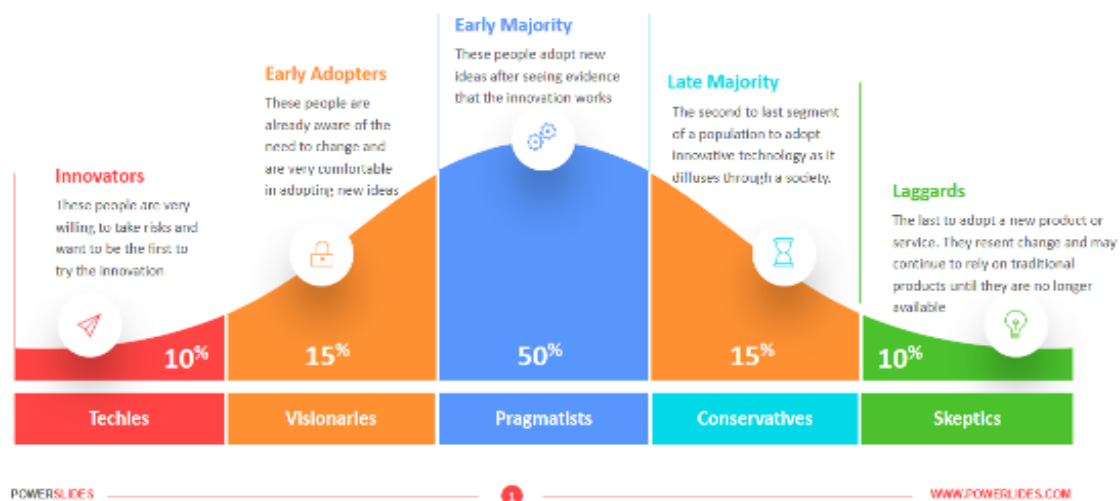 Early Majority
These people adopt new
ideas after seeing evidence
that the innovation works
Early Adopters
These people are
already aware of the
need to change and
are very comfortable
in adopting new ideas
Late Majority
The second to last segment
of a population to adopt
innovative technology as it
diffuses through a society.
Innovators
These people are very
willing to take risks and
want to be the first to
try the innovation
Laggards
The last to adopt a new product or
service. They resent change and may
continue to rely on traditional
products until they are no longer
available
10%
15%
50%
15%
10%
Techies
Visionaries
Pragmatists
Conservatives
Skeptics
POWERSLIDES
1
WWW.POWERLIDES.COM